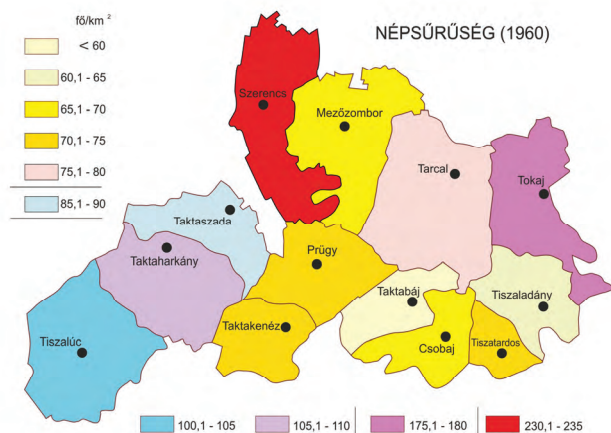 fő/km 2
NÉPSŰRŰSÉG (1960)
< 60
60,1 - 65
65,1 - 70
70,1 - 75
75,1 - 80
85,1 - 90
Szerencs
Mezőzombor
Tarcal
Tokaj
Taktaszada
Taktaharkány
Prügy
Taktabáj
Tiszaladány
Taktakenéz
Tiszalúc
Csobaj
Tiszatardos
100,1 - 105
105,1 - 110
175,1 - 180
230,1 - 235